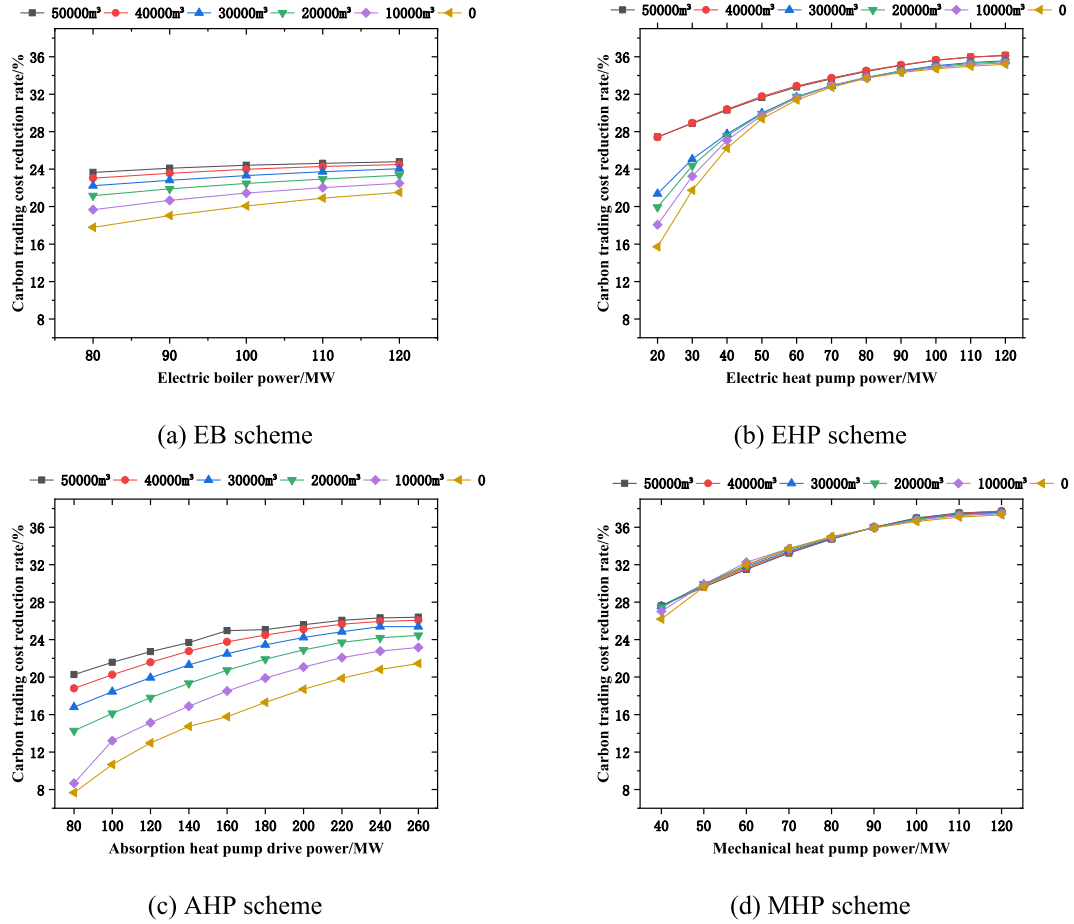 50000m³ 40000m³ 30000m³ 20000m³ 10000m³ 0
Carbon trading cost reduction rate/%
36
32
28
24
20
16
12
8
80 90 100 110 120
Electric boiler power/MW
(a) EB scheme
50000m³ 40000m³ 30000m³ 20000m³ 10000m³ 0
Carbon trading cost reduction rate/%
36
32
28
24
20
16
12
8
20 30 40 50 60 70 80 90 100 110 120
Electric heat pump power/MW
(b) EHP scheme
50000m³ 40000m³ 30000m³ 20000m³ 10000m³ 0
Carbon trading cost reduction rate/%
36
32
28
24
20
16
12
8
80 100 120 140 160 180 200 220 240 260
Absorption heat pump drive power/MW
(c) AHP scheme
50000m³ 40000m³ 30000m³ 20000m³ 10000m³ 0
Carbon trading cost reduction rate/%
36
32
28
24
20
16
12
8
40 50 60 70 80 90 100 110 120
Mechanical heat pump power/MW
(d) MHP scheme